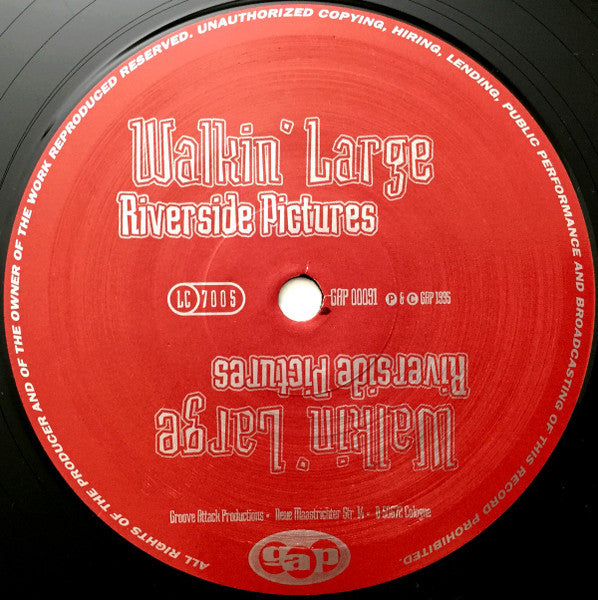 ALL RIGHTS OF THE PRODUCER AND OF THE OWNER OF THE WORK REPRODUCED RESERVED. UNAUTHORIZED COPYING, HIRING, LENDING, PUBLIC PERFORMANCE AND BROADCASTING OF THIS RECORD PROHIBITED.
Walkin' Large
Riverside Pictures
LC 7005
GAP 00091 P & C GAP 1995
Riverside Pictures
Walkin' Large
Groove Attack Productions • Neue Maastrichter Str. 14 • D 50672 Cologne
gap